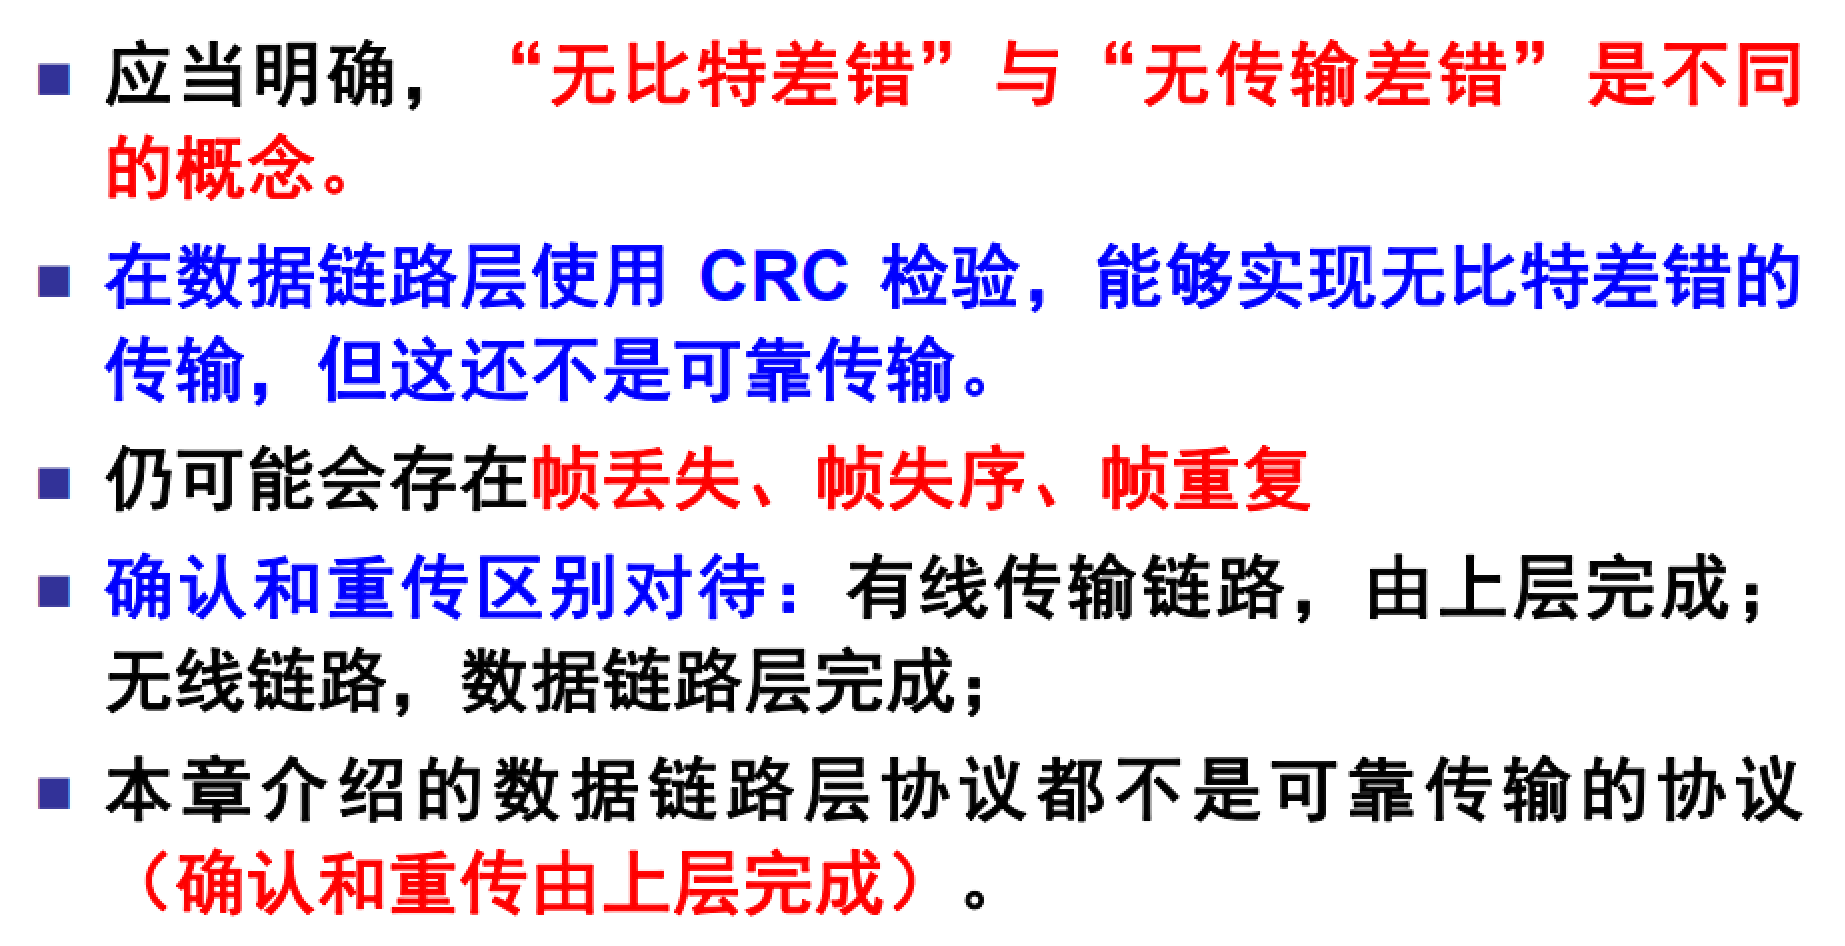 应当明确，“无比特差错”与“无传输差错”是不同
的概念。
在数据链路层使用 CRC 检验，能够实现无比特差错的
传输，但这还不是可靠传输。
仍可能会存在帧丢失、帧失序、帧重复
确认和重传区别对待：有线传输链路，由上层完成；
无线链路，数据链路层完成；
本章介绍的数据链路层协议都不是可靠传输的协议
（确认和重传由上层完成）。